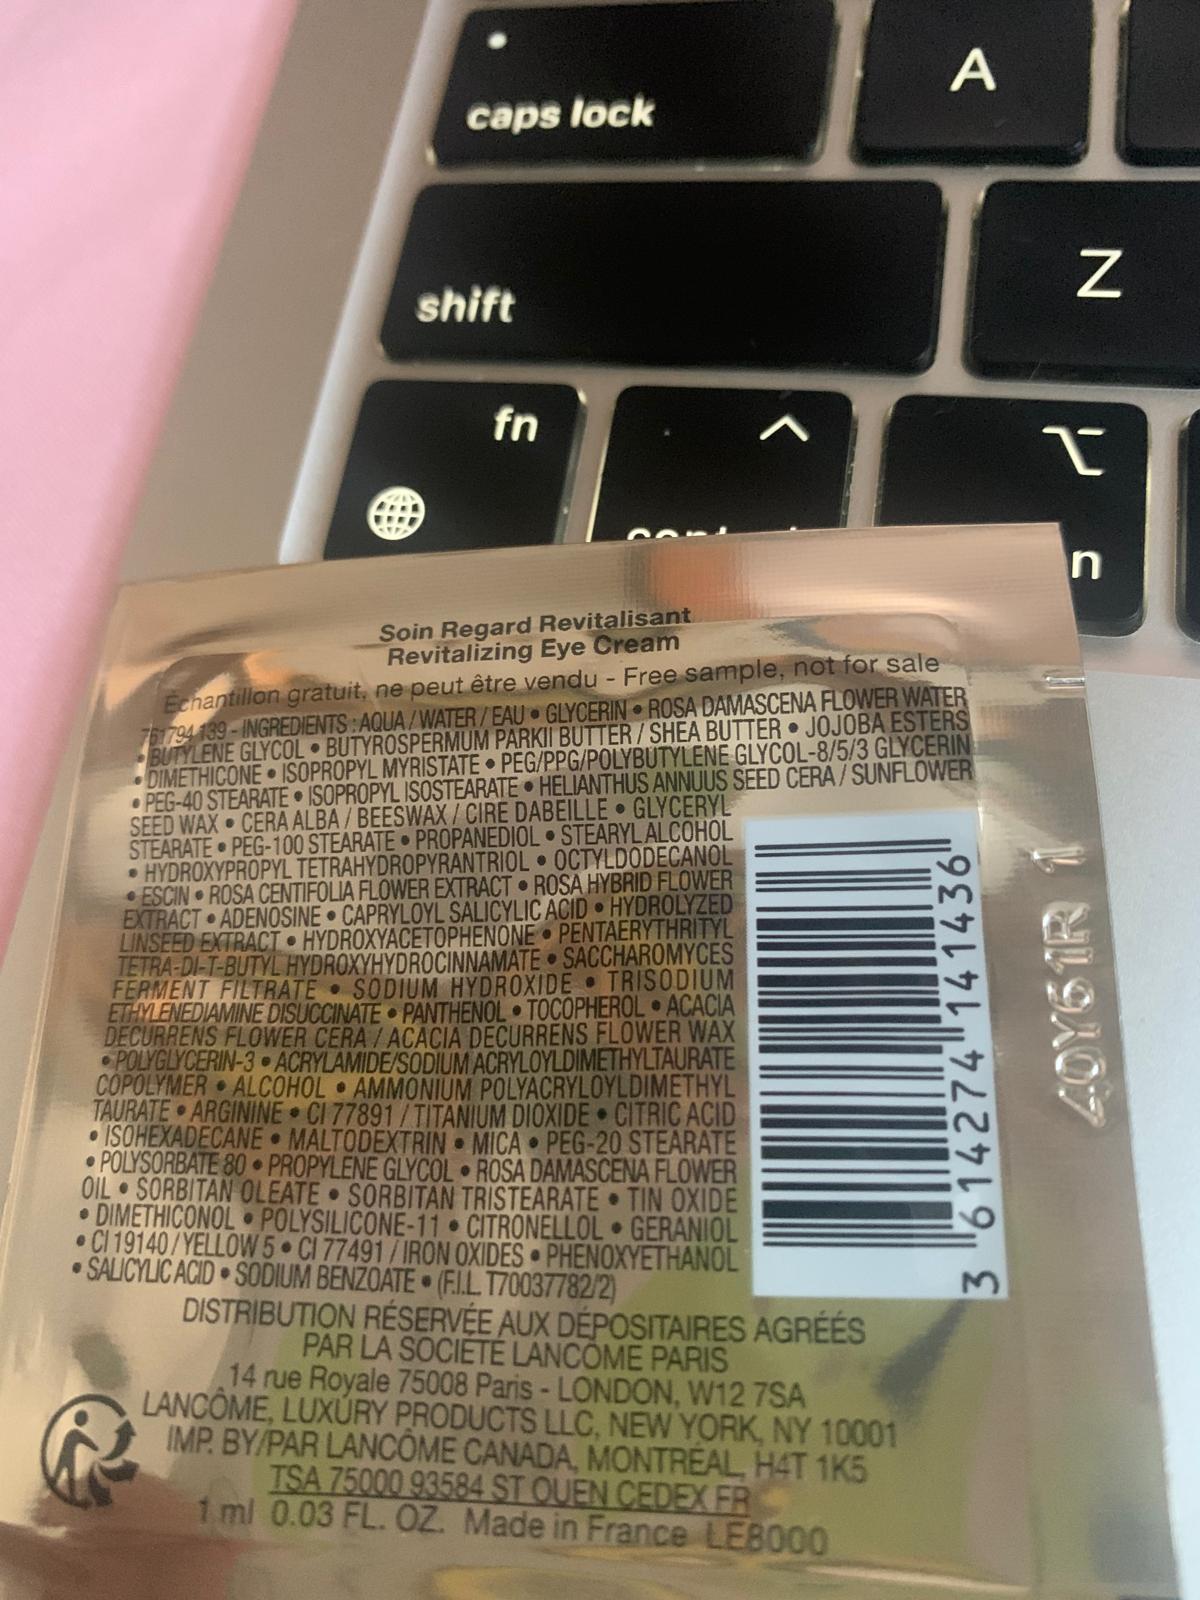 caps lock
A
shift
Z
fn
n
Soin Regard Revitalisant
Revitalizing Eye Cream
Échantillon gratuit, ne peut être vendu - Free sample, not for sale
761794 139 - INGREDIENTS : AQUA / WATER / EAU • GLYCERIN • ROSA DAMASCENA FLOWER WATER
• BUTYLENE GLYCOL • BUTYROSPERMUM PARKII BUTTER / SHEA BUTTER • JOJOBA ESTERS
• DIMETHICONE • ISOPROPYL MYRISTATE • PEG/PPG/POLYBUTYLENE GLYCOL-8/5/3 GLYCERIN
• PEG-40 STEARATE • ISOPROPYL ISOSTEARATE • HELIANTHUS ANNUUS SEED CERA / SUNFLOWER
SEED WAX • CERA ALBA / BEESWAX / CIRE DABEILLE • GLYCERYL
STEARATE • PEG-100 STEARATE • PROPANEDIOL • STEARYL ALCOHOL
• HYDROXYPROPYL TETRAHYDROPYRANTRIOL • OCTYLDODECANOL
• ESCIN • ROSA CENTIFOLIA FLOWER EXTRACT • ROSA HYBRID FLOWER
EXTRACT • ADENOSINE • CAPRYLOYL SALICYLIC ACID • HYDROLYZED
LINSEED EXTRACT • HYDROXYACETOPHENONE • PENTAERYTHRITYL
TETRA-DI-T-BUTYL HYDROXYHYDROCINNAMATE • SACCHAROMYCES
FERMENT FILTRATE • SODIUM HYDROXIDE • TRISODIUM
ETHYLENEDIAMINE DISUCCINATE • PANTHENOL • TOCOPHEROL • ACACIA
DECURRENS FLOWER CERA / ACACIA DECURRENS FLOWER WAX
• POLYGLYCERIN-3 • ACRYLAMIDE/SODIUM ACRYLOYLDIMETHYLTAURATE
COPOLYMER • ALCOHOL • AMMONIUM POLYACRYLOYLDIMETHYL
TAURATE • ARGININE • CI 77891 / TITANIUM DIOXIDE • CITRIC ACID
• ISOHEXADECANE • MALTODEXTRIN • MICA • PEG-20 STEARATE
• POLYSORBATE 80 • PROPYLENE GLYCOL • ROSA DAMASCENA FLOWER
OIL • SORBITAN OLEATE • SORBITAN TRISTEARATE • TIN OXIDE
• DIMETHICONOL • POLYSILICONE-11 • CITRONELLOL • GERANIOL
• CI 19140 / YELLOW 5 • CI 77491 / IRON OXIDES • PHENOXYETHANOL
• SALICYLIC ACID • SODIUM BENZOATE • (F.I.L. T70037782/2)
3 614274 141436
40Y61R 1
DISTRIBUTION RÉSERVÉE AUX DÉPOSITAIRES AGRÉÉS
PAR LA SOCIÉTÉ LANCÔME PARIS
14 rue Royale 75008 Paris - LONDON, W12 7SA
LANCÔME, LUXURY PRODUCTS LLC, NEW YORK, NY 10001
IMP. BY/PAR LANCÔME CANADA, MONTRÉAL, H4T 1K5
TSA 75000 93584 ST OUEN CEDEX FR
1 ml 0.03 FL. OZ. Made in France LE8000